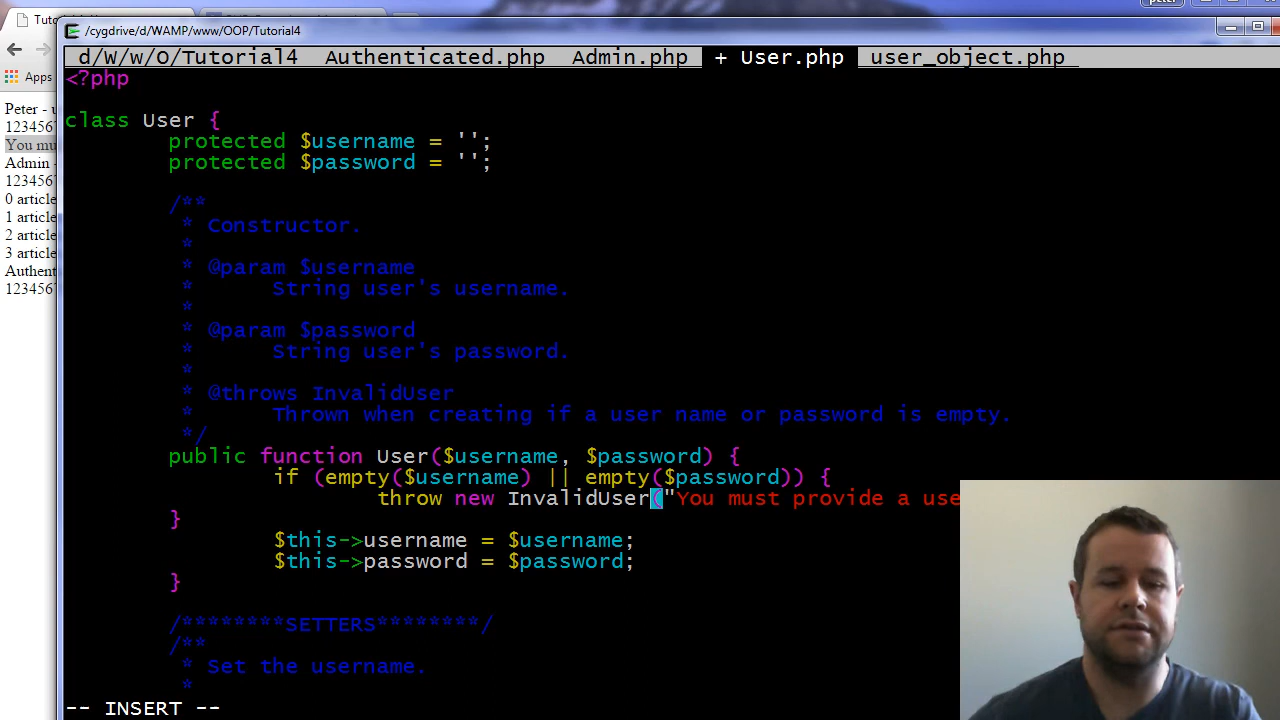 peter
/cygdrive/d/WAMP/www/OOP/Tutorial4
d/W/w/O/Tutorial4 Authenticated.php Admin.php + User.php user_object.php
Apps
Peter -
123456
You mu
Admin -
123456
0 article
1 article
2 article
3 article
Authent
123456
<?php
class User {
protected $username = '';
protected $password = '';
/**
* Constructor.
*
* @param $username
* String user's username.
*
* @param $password
* String user's password.
*
* @throws InvalidUser
* Thrown when creating if a user name or password is empty.
*/
public function User($username, $password) {
if (empty($username) || empty($password)) {
throw new InvalidUser("You must provide a use
}
$this->username = $username;
$this->password = $password;
}
/********SETTERS********/
/**
* Set the username.
*
-- INSERT --